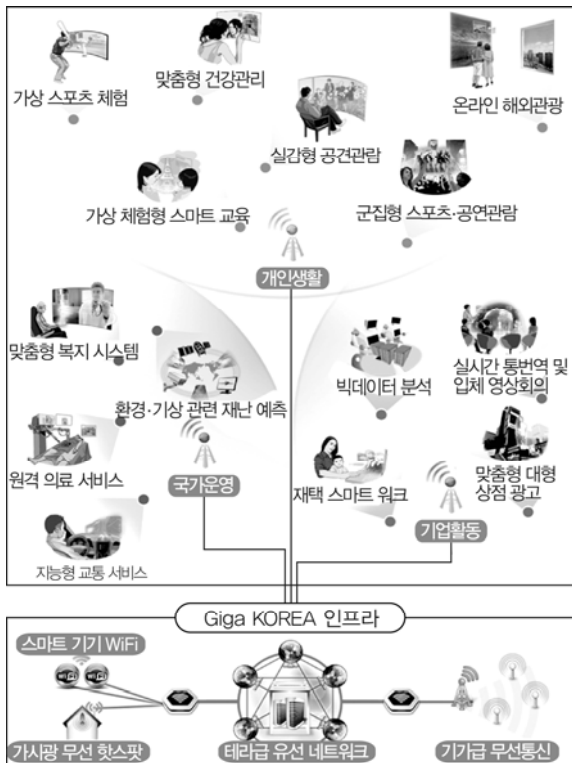 맞춤형 건강관리
가상 스포츠 체험
온라인 해외관광
실감형 공견관람
가상 체험형 스마트 교육
군집형 스포츠·공연관람
개인생활
맞춤형 복지 시스템
환경·기상 관련 재난 예측
원격 의료 서비스
국가운영
지능형 교통 서비스
빅데이터 분석
실시간 통번역 및
입체 영상회의
재택 스마트 워크
맞춤형 대형
상점 광고
기업활동
Giga KOREA 인프라
스마트 기기 WiFi
가시광 무선 핫스팟
테라급 유선 네트워크
기가급 무선통신